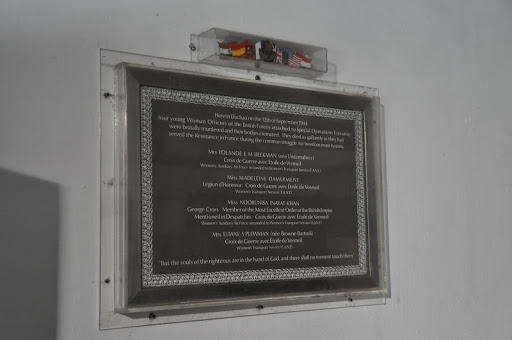 Here in Dachau on the 12th of September 1944
four young Woman Officers of the British Forces attached to Special Operations Executive
were brutally murdered and their bodies cremated. They died as gallantly as they had
served the Resistance in France during the common struggle for freedom from tyranny.
Mrs YOLANDE E M BEEKMAN (née Unternahrer)
Croix de Guerre avec Etoile de Vermeil
Women's Auxiliary Air Force seconded to Women's Transport Service (F.A.N.Y.)
Miss MADELEINE DAMERMENT
Légion d'Honneur Croix de Guerre avec Etoile de Vermeil
Women's Transport Service (F.A.N.Y.)
Miss NOORUNISA INAYAT KHAN
George Cross Member of the Most Excellent Order of the British Empire
Mentioned in Despatches Croix de Guerre avec Etoile de Vermeil
Women's Auxiliary Air Force seconded to Women's Transport Service (F.A.N.Y.)
Mrs ELIANE S PLEWMAN (née Browne-Bartroli)
Croix de Guerre avec Etoile de Vermeil
Women's Transport Service (F.A.N.Y.)
'But the souls of the righteous are in the hand of God, and there shall no torment touch them'